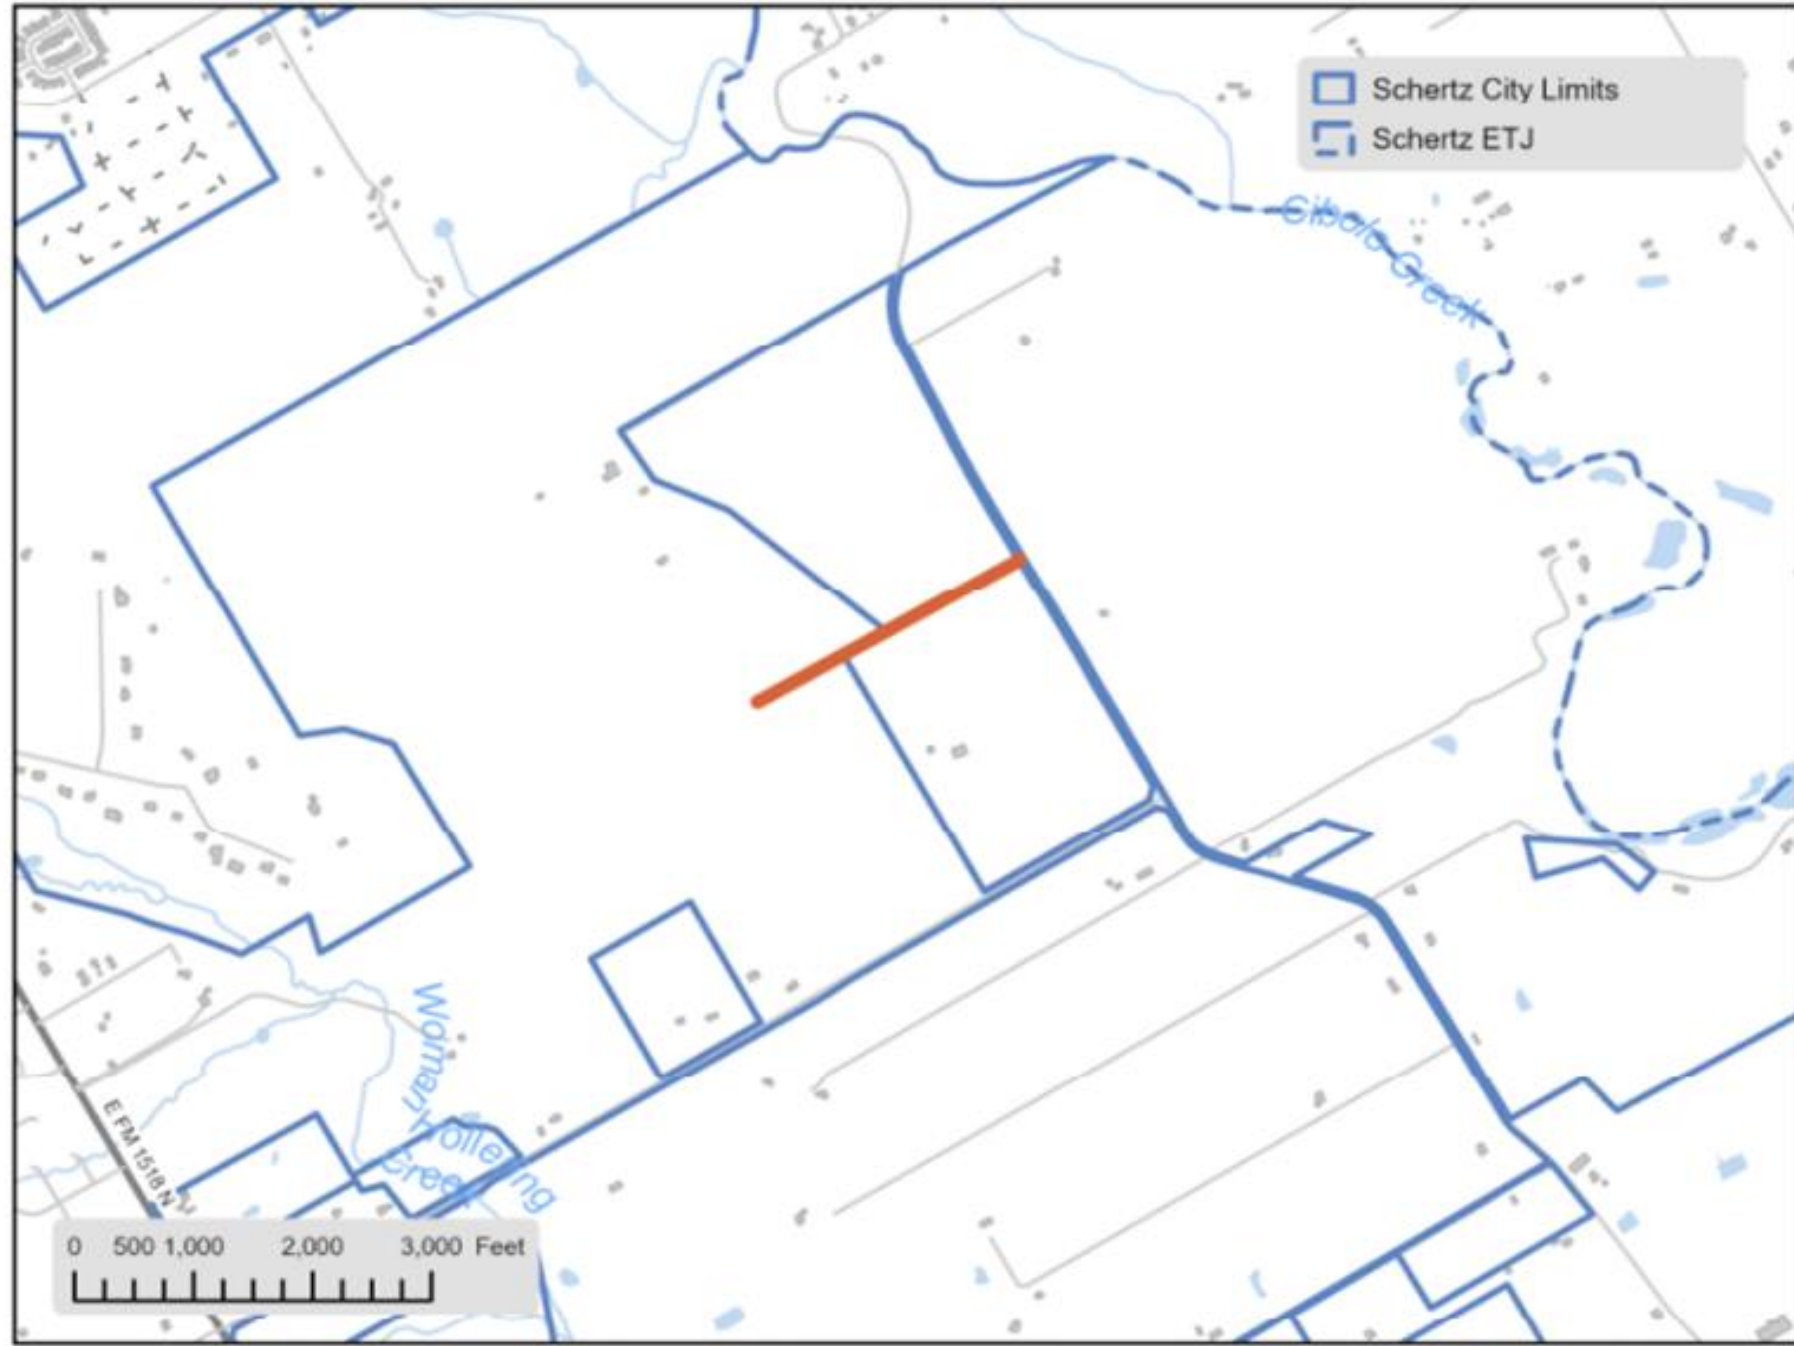 Schertz City Limits
Schertz ETJ
Cibolo Creek
Woman
Hollering
Creek
E FM 1518 N
0 500 1,000 2,000 3,000 Feet